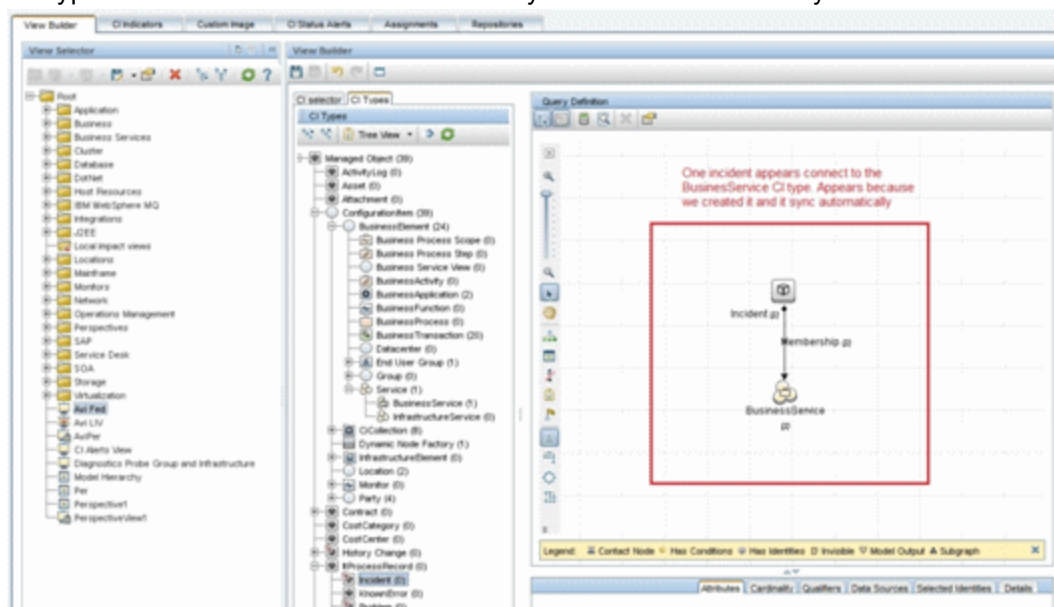 View Builder CI Indicators Custom Image CI Status Alerts Assignments Repositories
View Selector
Root
Application
Business
Business Services
Cluster
Database
DotNet
Host Resources
IBM WebSphere MQ
Integrations
J2EE
Local impact views
Locations
Mainframe
Monitors
Network
Operations Management
Perspectives
SAP
Service Desk
SOA
Storage
Virtualization
Avi Fed
Avi LIV
AviPer
CI Alerts View
Diagnostics Probe Group and Infrastructure
Model Hierarchy
Per
Perspective1
PerspectiveView1
View Builder
CI selector CI Types
CI Types
Tree View
Managed Object (39)
ActivityLog (0)
Asset (0)
Attachment (0)
ConfigurationItem (39)
BusinessElement (24)
Business Process Scope (0)
Business Process Step (0)
Business Service View (0)
BusinessActivity (0)
BusinessApplication (2)
BusinessFunction (0)
BusinessProcess (0)
BusinessTransaction (20)
Datacenter (0)
End User Group (1)
Group (0)
Service (1)
BusinessService (1)
InfrastructureService (0)
CiCollection (8)
Dynamic Node Factory (1)
InfrastructureElement (0)
Location (2)
Monitor (0)
Party (4)
Contract (0)
CostCategory (0)
CostCenter (0)
History Change (0)
ItProcessRecord (0)
Incident (0)
KnownError (0)
Problem (0)
Query Definition
One incident appears connect to the
BusinesService CI type. Appears because
we created it and it sync automatically
Incident
Membership
BusinessService
Legend: Contact Node Has Conditions Has Identities Invisible Model Output Subgraph
Attributes Cardinality Qualifiers Data Sources Selected Identities Details